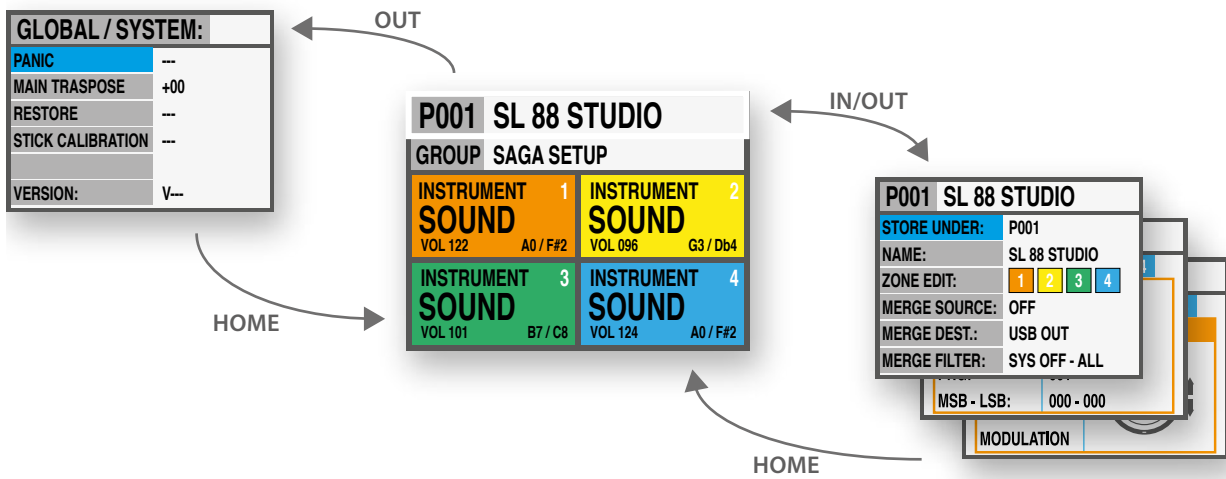 GLOBAL / SYSTEM:
PANIC ---
MAIN TRASPOSE +00
RESTORE ---
STICK CALIBRATION ---
VERSION: V---
OUT
HOME
P001 SL 88 STUDIO
GROUP SAGA SETUP
INSTRUMENT 1
SOUND
VOL 122 A0 / F#2
INSTRUMENT 2
SOUND
VOL 096 G3 / Db4
INSTRUMENT 3
SOUND
VOL 101 B7 / C8
INSTRUMENT 4
SOUND
VOL 124 A0 / F#2
IN/OUT
HOME
P001 SL 88 STUDIO
STORE UNDER: P001
NAME: SL 88 STUDIO
ZONE EDIT: 1 2 3 4
MERGE SOURCE: OFF
MERGE DEST.: USB OUT
MERGE FILTER: SYS OFF - ALL
MSB - LSB: 000 - 000
MODULATION